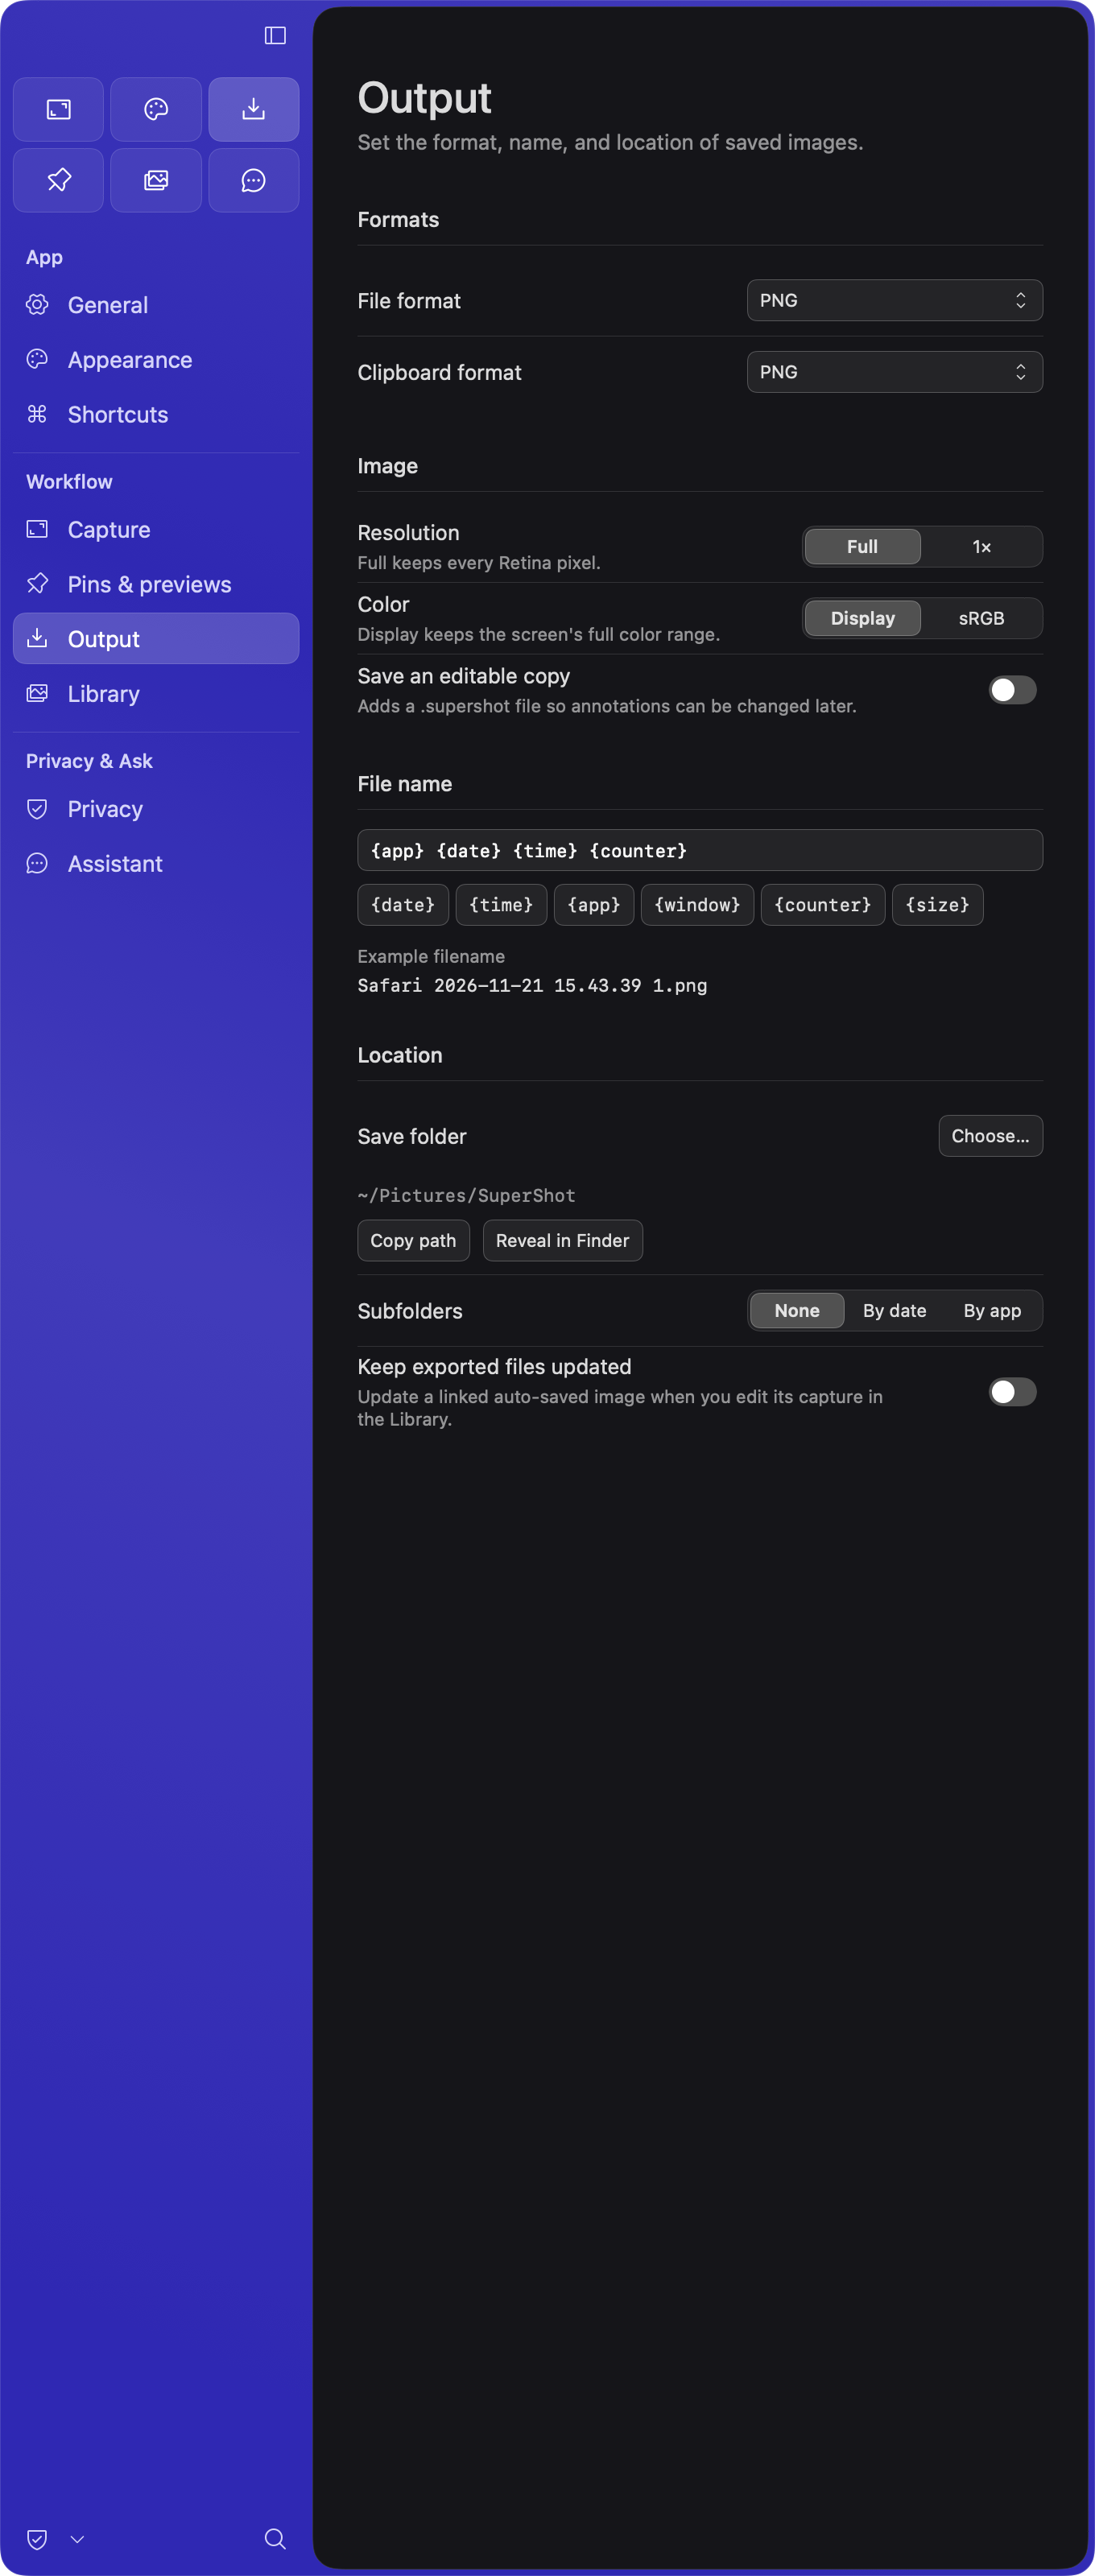 App
General
Appearance
Shortcuts
Workflow
Capture
Pins & previews
Output
Library
Privacy & Ask
Privacy
Assistant
Output
Set the format, name, and location of saved images.
Formats
File format
PNG
Clipboard format
PNG
Image
Resolution
Full keeps every Retina pixel.
Full
1×
Color
Display keeps the screen's full color range.
Display
sRGB
Save an editable copy
Adds a .supershot file so annotations can be changed later.
File name
{app} {date} {time} {counter}
{date} {time} {app} {window} {counter} {size}
Example filename
Safari 2026-11-21 15.43.39 1.png
Location
Save folder
Choose...
~/Pictures/SuperShot
Copy path
Reveal in Finder
Subfolders
None
By date
By app
Keep exported files updated
Update a linked auto-saved image when you edit its capture in
the Library.